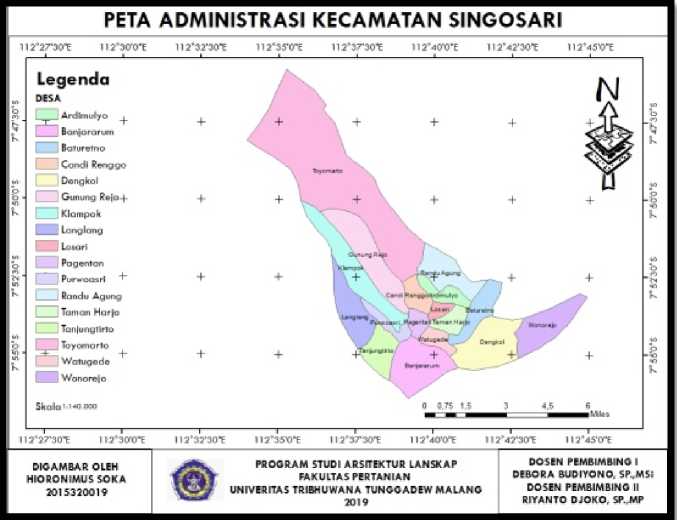 PETA ADMINISTRASI KECAMATAN SINGOSARI
112°27'30"E 112°30'0"E 112°32'30"E 112°35'0"E 112°37'30"E 112°40'0"E 112°42'30"E 112°45'0"E
Legenda
DESA
Ardimulyo
Banjararum
Baturetno
Candi Renggo
Dengkol
Gunung Rejo
Klampok
Langlang
Losari
Pagentan
Purwoasri
Randu Agung
Taman Harjo
Tanjungtirto
Toyomarto
Watugede
Wonorejo
Skala 1:140.000
7°47'30"S
7°50'0"S
7°52'30"S
7°55'0"S
N
7°47'30"S
7°50'0"S
7°52'30"S
7°55'0"S
Toyomarto
Gunung Rejo
Klampok
Randu Agung
Candi Renggo
Ardimulyo
Losari
Baturetno
Langlang
Purwoasri
Pagentan
Taman Harjo
Wonorejo
Watugede
Dengkol
Tanjungtirto
Banjararum
0 0,75 1,5 3 4,5 6
Miles
112°27'30"E 112°30'0"E 112°32'30"E 112°35'0"E 112°37'30"E 112°40'0"E 112°42'30"E 112°45'0"E
DIGAMBAR OLEH
HIORONIMUS SOKA
2015320019
PROGRAM STUDI ARSITEKTUR LANSKAP
FAKULTAS PERTANIAN
UNIVERITAS TRIBHUWANA TUNGGADEW MALANG
2019
DOSEN PEMBIMBING I
DEBORA BUDIYONO, SP.,MSi
DOSEN PEMBIMBING II
RIYANTO DJOKO, SP.,MP